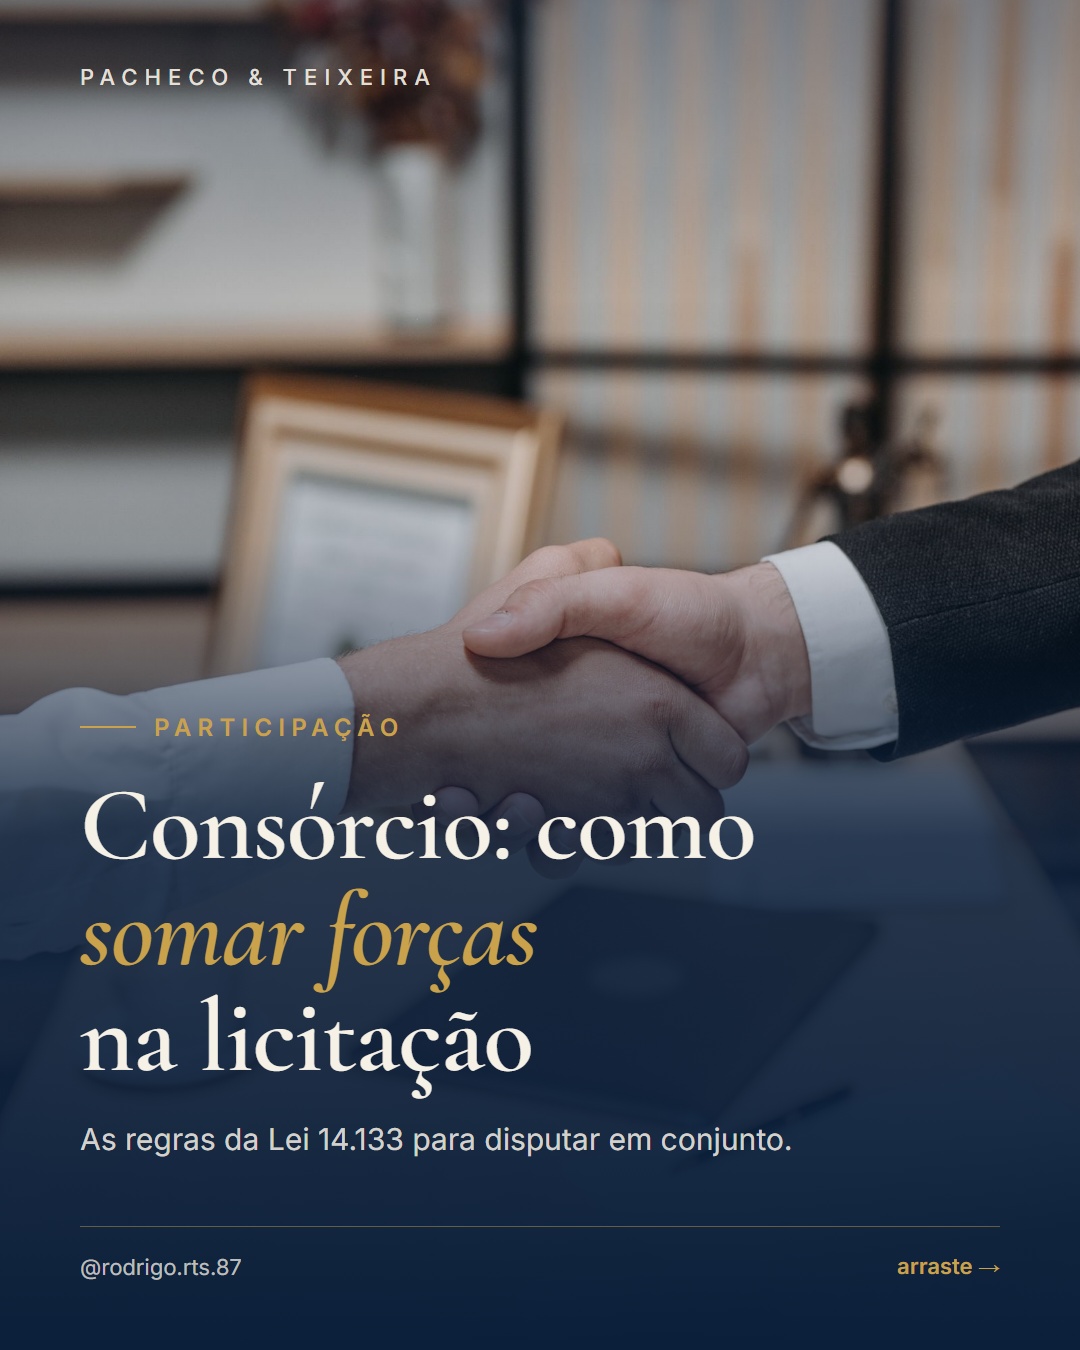 PACHECO & TEIXEIRA
PARTICIPAÇÃO
Consórcio: como
somar forças
na licitação
As regras da Lei 14.133 para disputar em conjunto.
@rodrigo.rts.87
arraste →